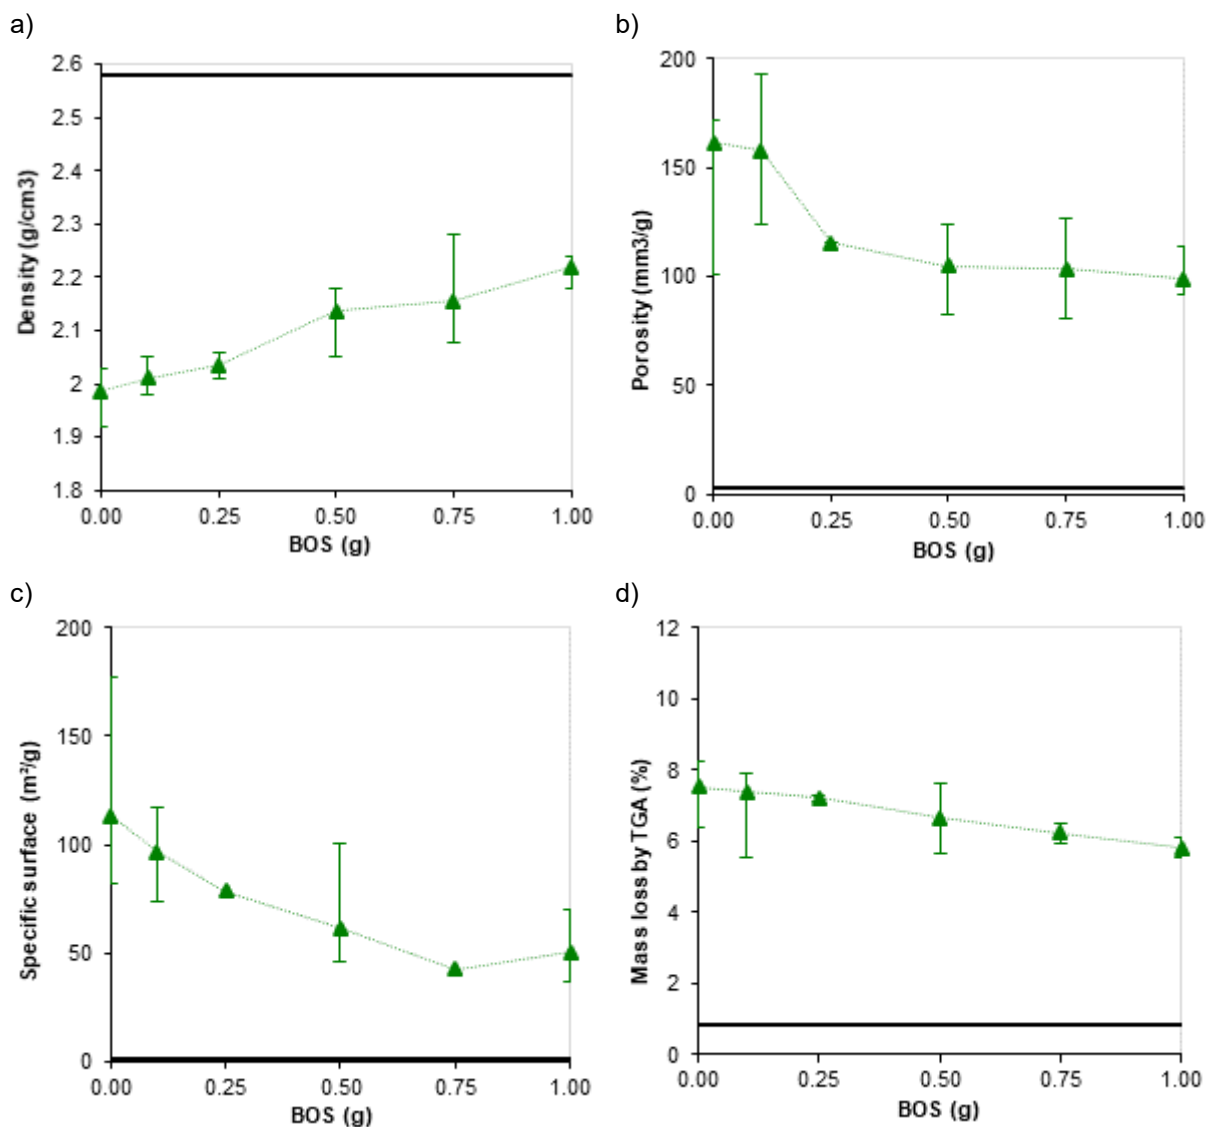 a)
2.6
2.5
2.4
2.3
2.2
2.1
2
1.9
1.8
Density (g/cm3)
0.00 0.25 0.50 0.75 1.00
BOS (g)
b)
200
150
100
50
0
Porosity (mm3/g)
0.00 0.25 0.50 0.75 1.00
BOS (g)
c)
200
150
100
50
0
Specific surface (m²/g)
0.00 0.25 0.50 0.75 1.00
BOS (g)
d)
12
10
8
6
4
2
0
Mass loss by TGA (%)
0.00 0.25 0.50 0.75 1.00
BOS (g)